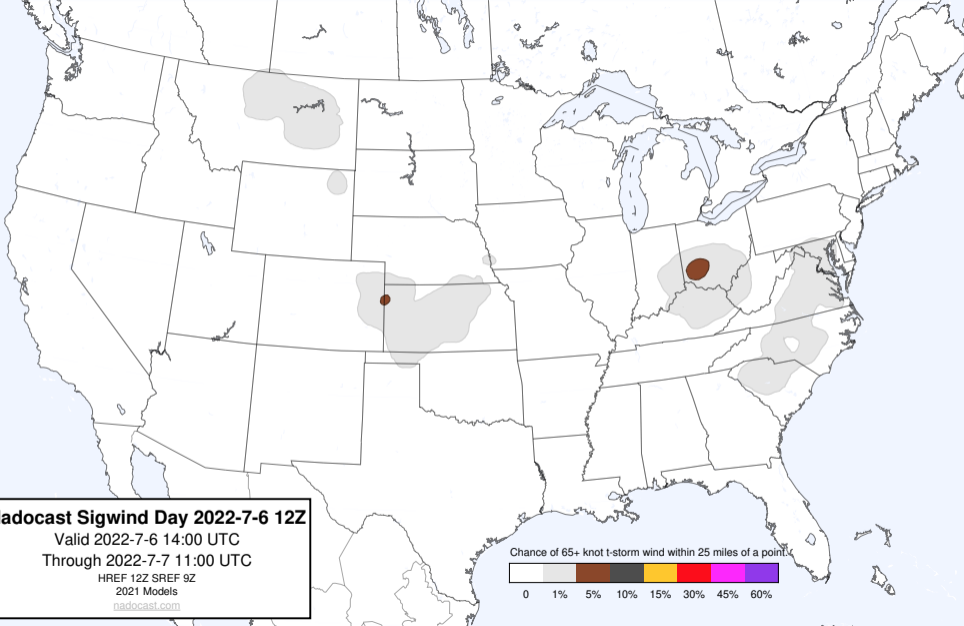 adocast Sigwind Day 2022-7-6 12Z
Valid 2022-7-6 14:00 UTC
Through 2022-7-7 11:00 UTC
HREF 12Z SREF 9Z
2021 Models
nadocast.com
Chance of 65+ knot t-storm wind within 25 miles of a point.
0 1% 5% 10% 15% 30% 45% 60%